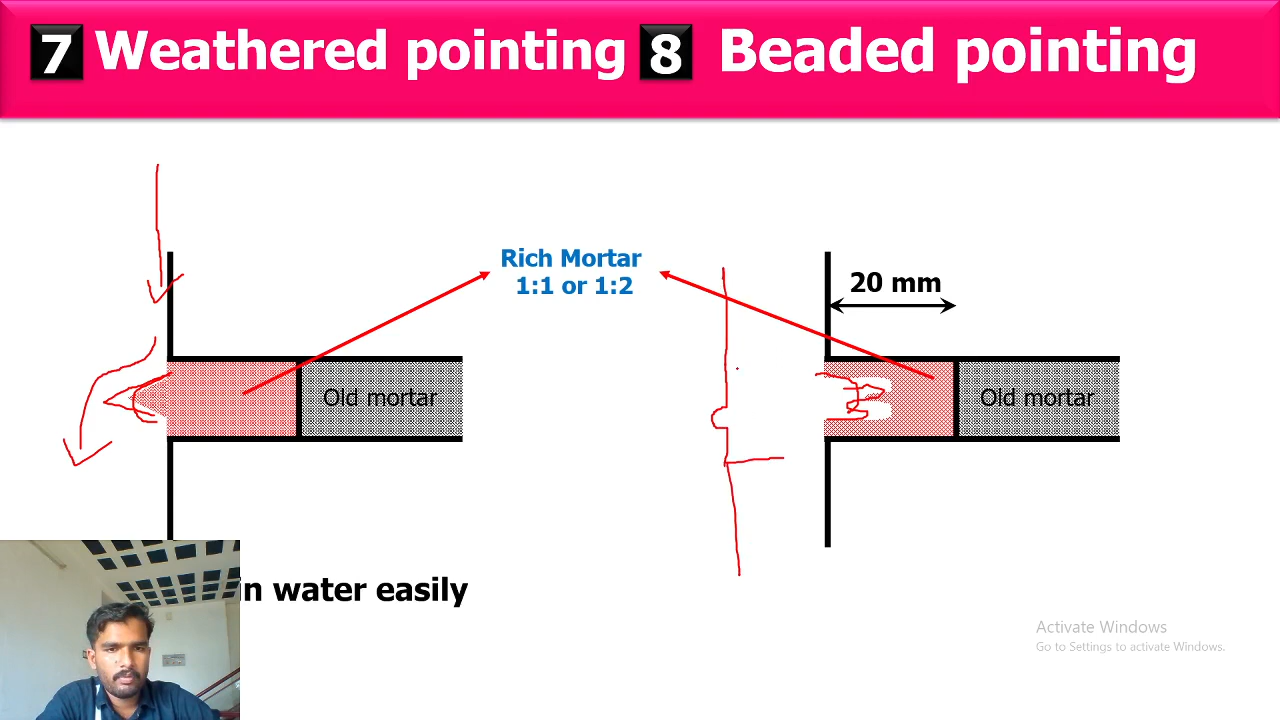 7 Weathered pointing 8 Beaded pointing
Rich Mortar
1:1 or 1:2
20 mm
Old mortar
Old mortar
in water easily
Activate Windows
Go to Settings to activate Windows.